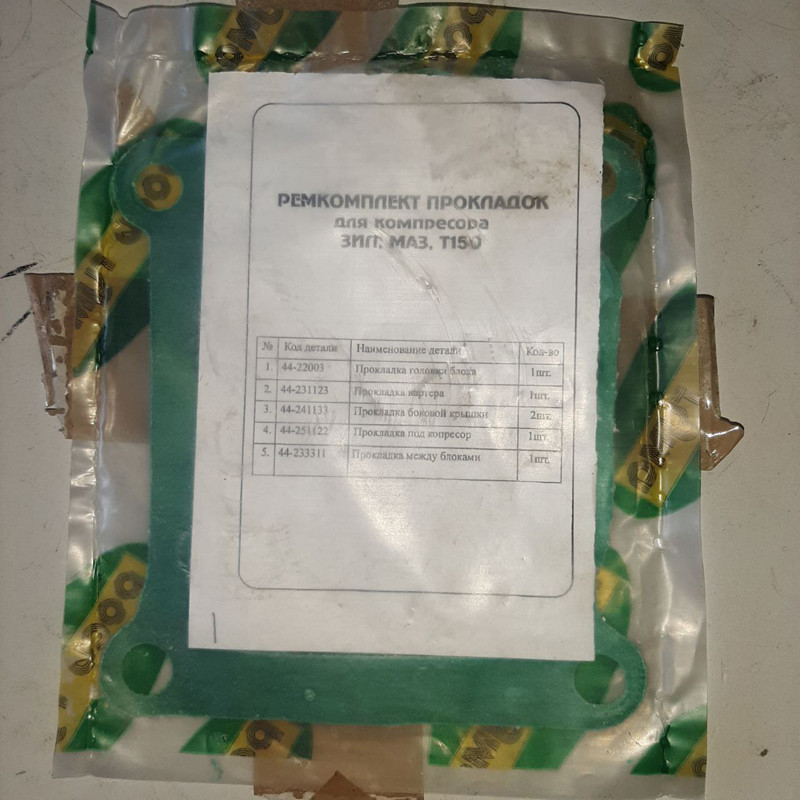 РЕМКОМПЛЕКТ ПРОКЛАДОК
для компресора
ЗИЛ, МАЗ, Т150
№ Код детали Наименование детали Кол-во
1. 44-22003 Прокладка головки блока 1шт.
2. 44-231123 Прокладка картера 1шт.
3. 44-241133 Прокладка боковой крышки 2шт.
4. 44-251122 Прокладка под копресор 1шт.
5. 44-233311 Прокладка между блоками 1шт.